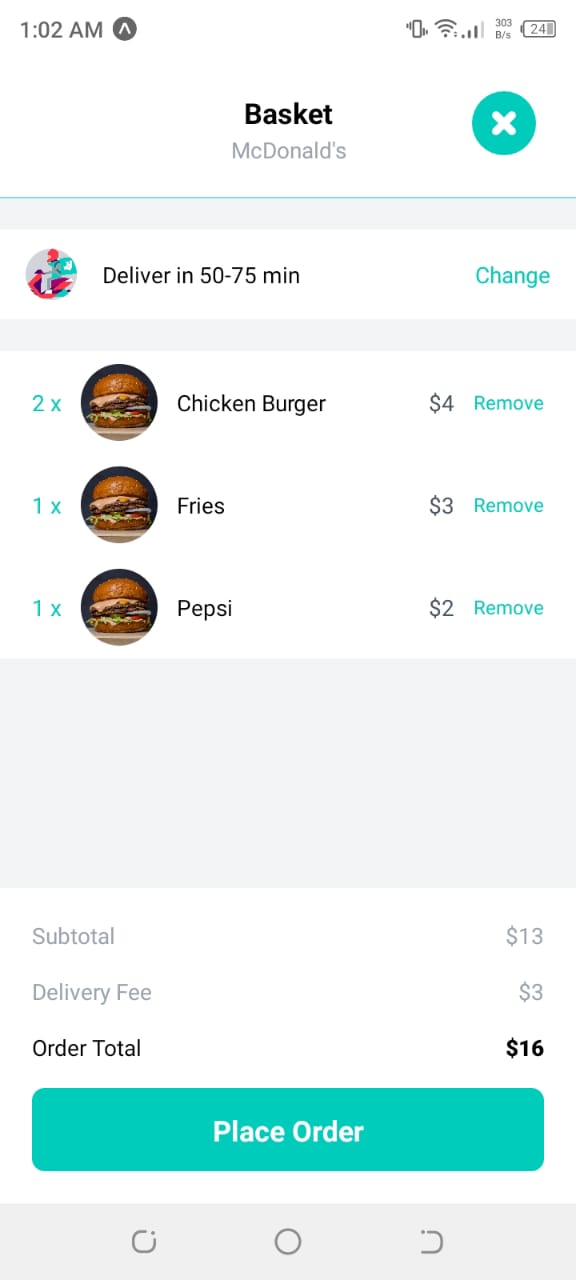 1:02 AM
303
B/s
24
Basket
McDonald's
Deliver in 50-75 min Change
2 x Chicken Burger $4 Remove
1 x Fries $3 Remove
1 x Pepsi $2 Remove
Subtotal $13
Delivery Fee $3
Order Total $16
Place Order